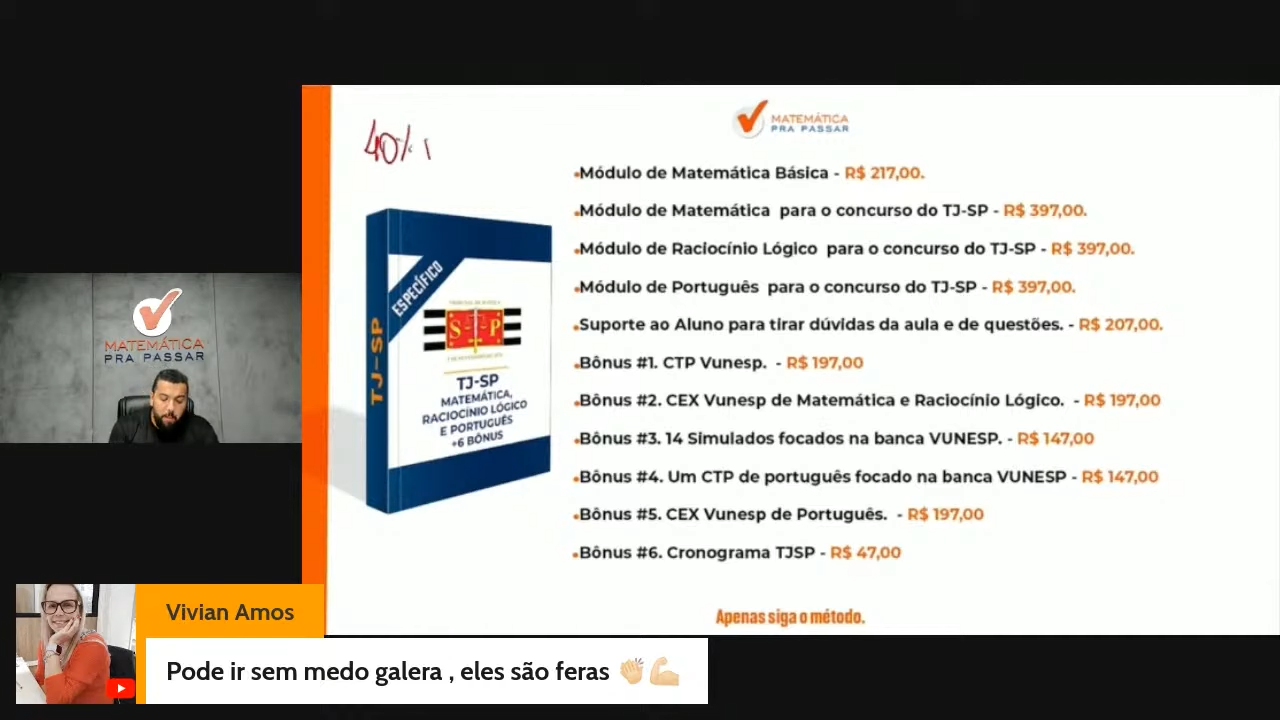 MATEMÁTICA
PRA PASSAR
40%
•Módulo de Matemática Básica - R$ 217,00.
•Módulo de Matemática para o concurso do TJ-SP - R$ 397,00.
•Módulo de Raciocínio Lógico para o concurso do TJ-SP - R$ 397,00.
•Módulo de Português para o concurso do TJ-SP - R$ 397,00.
•Suporte ao Aluno para tirar dúvidas da aula e de questões. - R$ 207,00.
•Bônus #1. CTP Vunesp. - R$ 197,00
•Bônus #2. CEX Vunesp de Matemática e Raciocínio Lógico. - R$ 197,00
•Bônus #3. 14 Simulados focados na banca VUNESP. - R$ 147,00
•Bônus #4. Um CTP de português focado na banca VUNESP - R$ 147,00
•Bônus #5. CEX Vunesp de Português. - R$ 197,00
•Bônus #6. Cronograma TJSP - R$ 47,00
Apenas siga o método.
TJ-SP
ESPECÍFICO
TRIBUNAL DE JUSTIÇA
S P
TJ-SP
MATEMÁTICA,
RACIOCÍNIO LÓGICO
E PORTUGUÊS
+6 BÔNUS
MATEMÁTICA
PRA PASSAR
Vivian Amos
Pode ir sem medo galera , eles são feras 👏🏻💪🏻